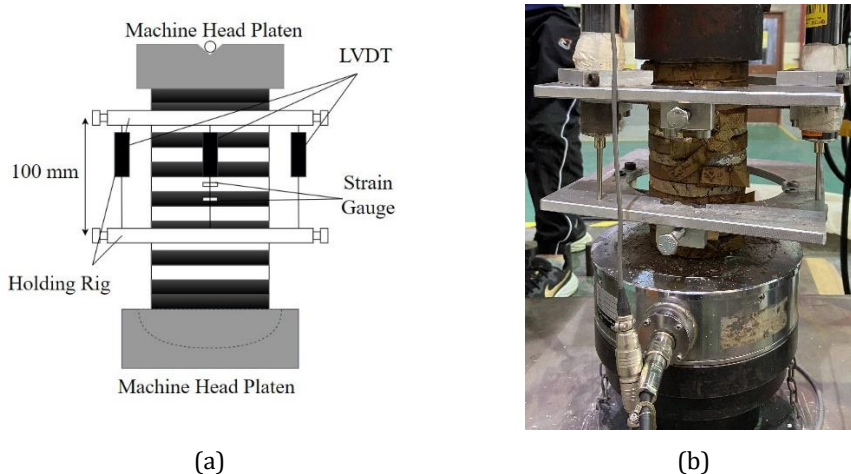 Machine Head Platen
LVDT
100 mm
Strain
Gauge
Holding Rig
Machine Head Platen
(a)
(b)